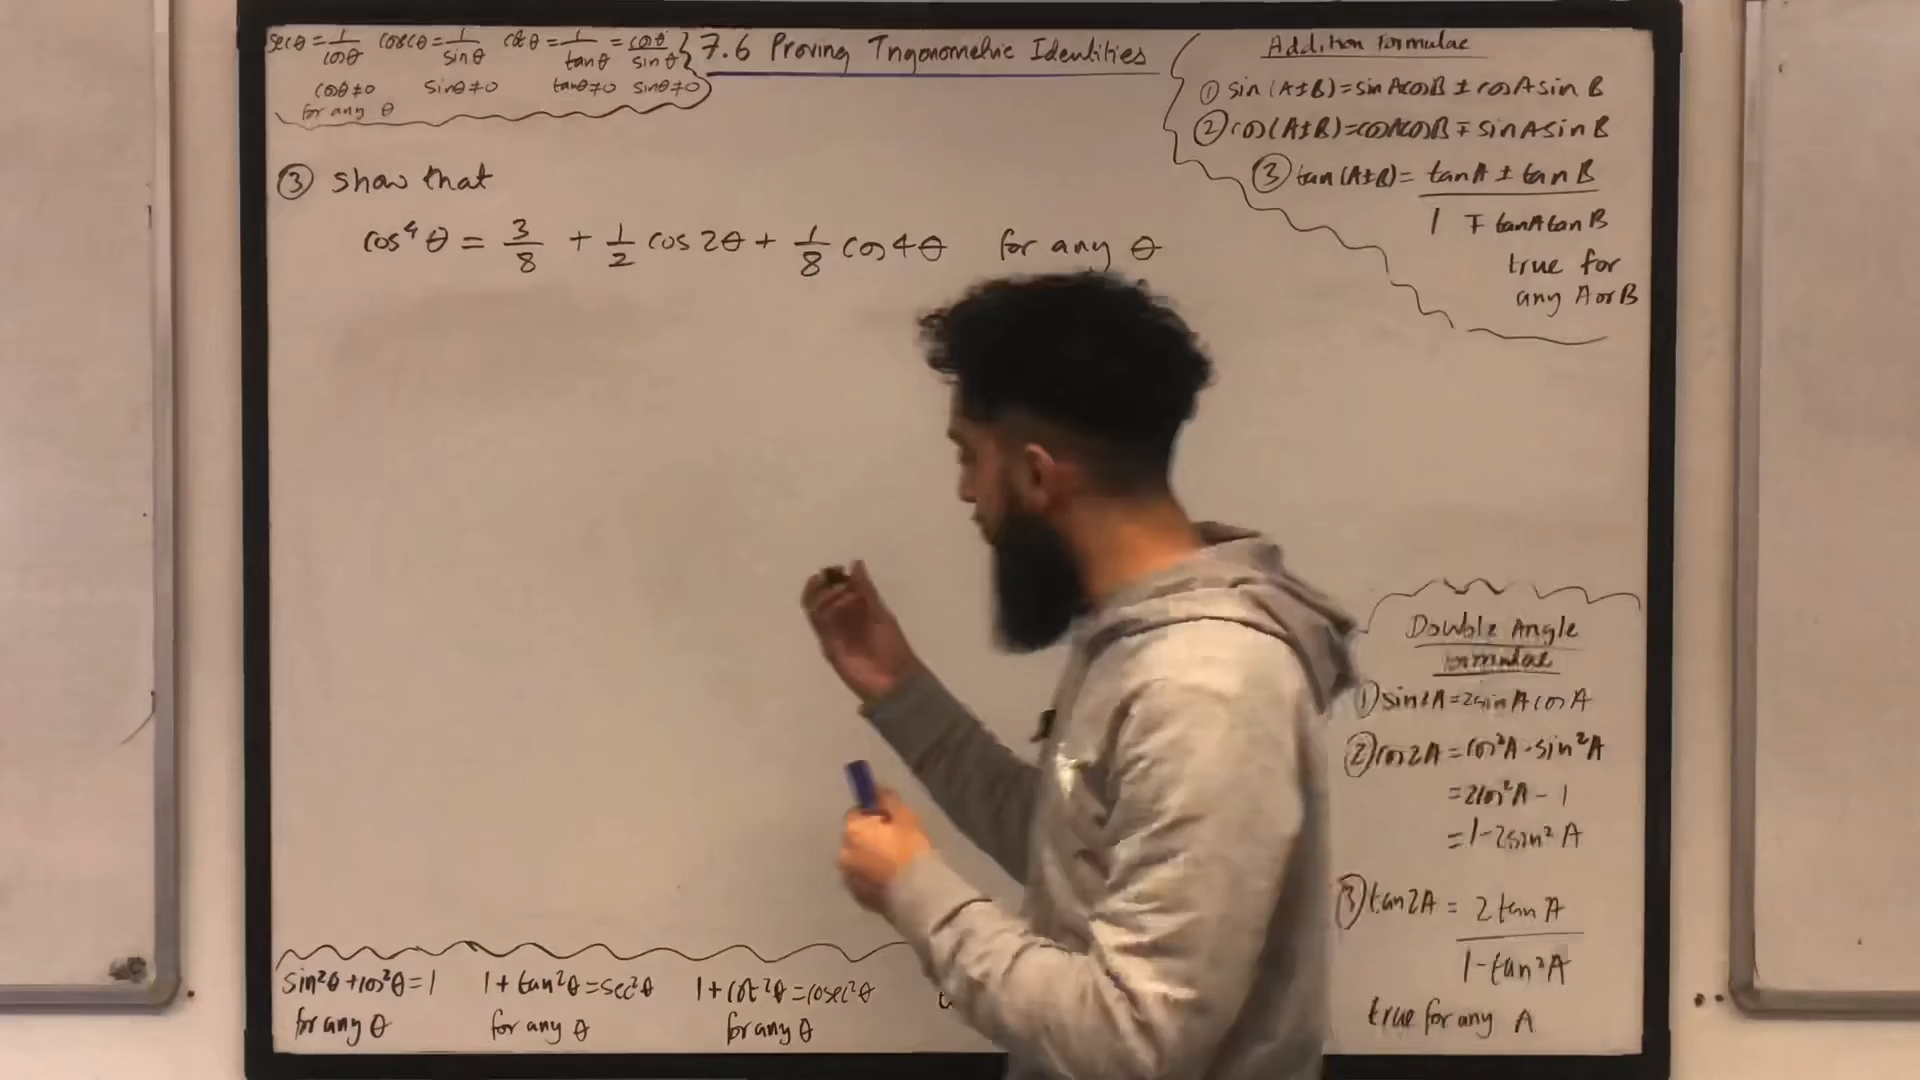 secθ = 1/cosθ cosecθ = 1/sinθ cotθ = 1/tanθ = cosθ/sinθ
cosθ≠0 sinθ≠0 tanθ≠0 sinθ≠0
for any θ
7.6 Proving Trigonometric Identities
Addition Formulae
① sin(A±B)=sinAcosB ± cosAsinB
② cos(A±B)=cosAcosB ∓ sinAsinB
③ tan(A±B)= tanA ± tanB / 1 ∓ tanAtanB
true for
any A or B
③ show that
cos⁴θ = 3/8 + 1/2 cos2θ + 1/8 cos4θ for any θ
Double Angle
Formulae
① sin2A=2sinAcosA
② cos2A=cos²A-sin²A
=2cos²A-1
=1-2sin²A
③ tan2A = 2tanA / 1-tan²A
true for any A
sin²θ+cos²θ=1 1+tan²θ=sec²θ 1+cot²θ=cosec²θ
for any θ for any θ for any θ